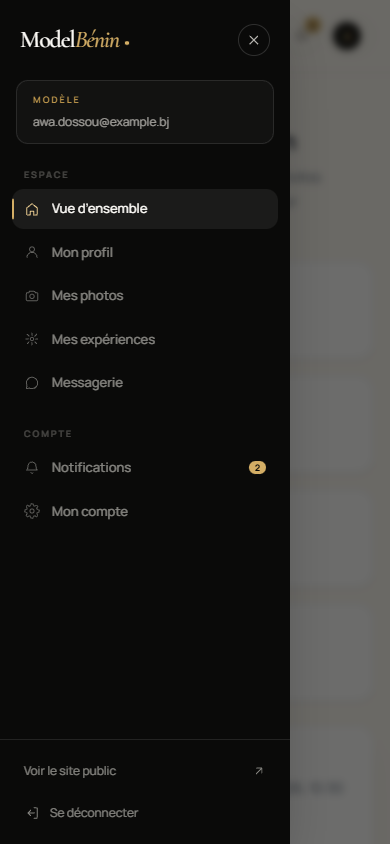 ModelBénin
MODÈLE
awa.dossou@example.bj
ESPACE
Vue d'ensemble
Mon profil
Mes photos
Mes expériences
Messagerie
COMPTE
Notifications 2
Mon compte
Voir le site public
Se déconnecter